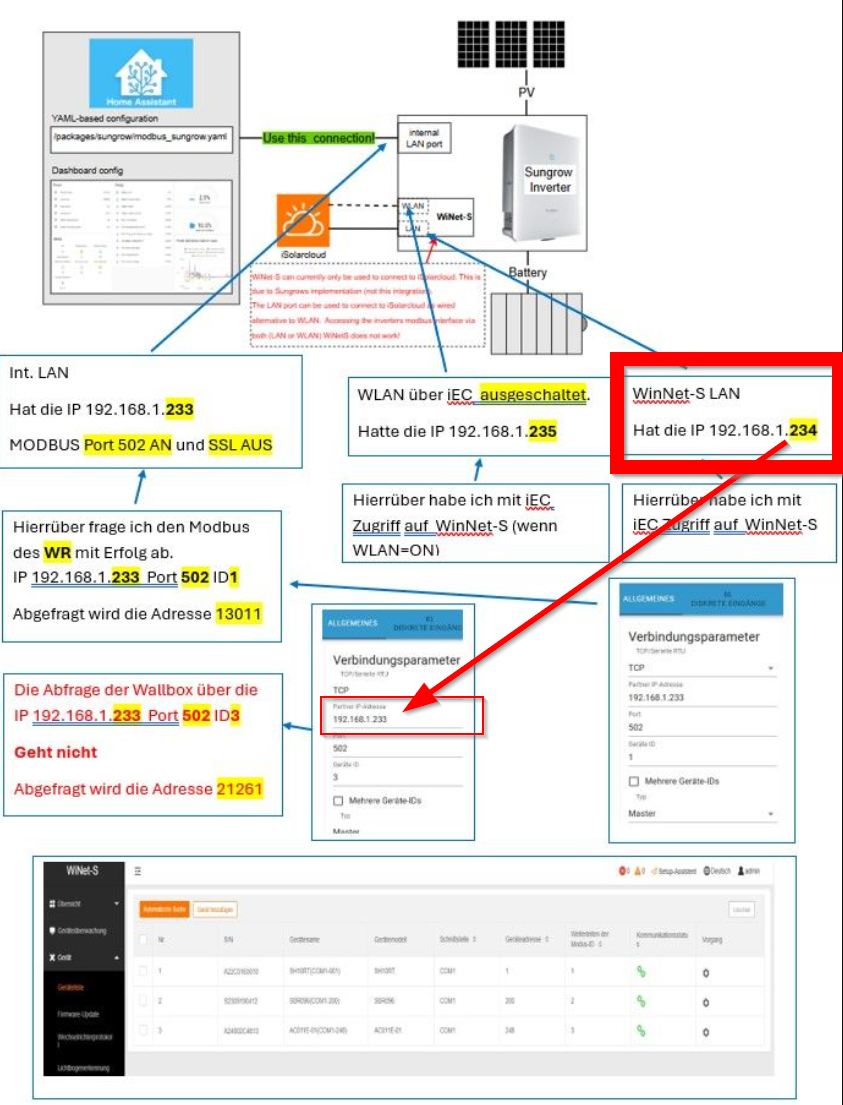 Home Assistant
YAML-based configuration
/packages/sungrow/modbus_sungrow.yaml
Dashboard config
Use this connection!
internal
LAN port
PV
Sungrow
Inverter
WLAN
LAN
WiNet-S
iSolarcloud
Battery
WiNet-S can currently only be used to connect to iSolarcloud. This is
due to Sungrows implementation (not this integration).
The LAN port can be used to connect to iSolarcloud as wired
alternative to WLAN. Accessing the inverters modbus interface via
both (LAN or WLAN) WiNetS does not work!
Int. LAN
Hat die IP 192.168.1.233
MODBUS Port 502 AN und SSL AUS
WLAN über iEC ausgeschaltet.
Hatte die IP 192.168.1.235
WinNet-S LAN
Hat die IP 192.168.1.234
Hierrüber habe ich mit iEC
Zugriff auf WinNet-S (wenn
WLAN=ON)
Hierrüber habe ich mit
iEC Zugriff auf WinNet-S
Hierrüber frage ich den Modbus
des WR mit Erfolg ab.
IP 192.168.1.233 Port 502 ID1
Abgefragt wird die Adresse 13011
Die Abfrage der Wallbox über die
IP 192.168.1.233 Port 502 ID3
Geht nicht
Abgefragt wird die Adresse 21261
ALLGEMEINES
DISKRETE EINGÄNG
Verbindungsparameter
TCP/Serielle RTU
TCP
Partner IP-Adresse
192.168.1.233
Port
502
Geräte ID
3
Mehrere Geräte-IDs
Typ
Master
ALLGEMEINES
DISKRETE EINGÄNGE
Verbindungsparameter
TCP/Serielle RTU
TCP
Partner IP-Adresse
192.168.1.233
Port
502
Geräte ID
1
Mehrere Geräte-IDs
Typ
Master
WiNet-S
Setup-Assistent Deutsch admin
Übersicht
Geräteüberwachung
Gerät
Geräteliste
Firmware-Update
Wechselrichterprotokol
l
Lichtbogenerkennung
Automatische Suche Gerät hinzufügen
Löschen
Nr. S/N Gerätename Gerätemodell Schnittstelle Geräteadresse Weiterleiten der Modbus-ID Kommunikationsstatus Vorgang
1 SH10RT(COM1-001) SH10RT COM1 1 1
2 COM1 200 2
3 AC011E-01(COM1-248) AC011E-01 COM1 248 3